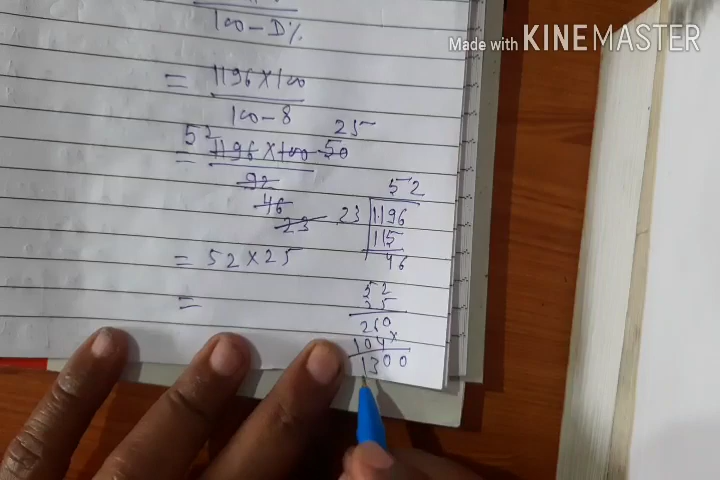 Made with KINEMASTER
100 - D%
= 1196 × 100
100 - 8
52 25
= 1196 × 100 50
92
46
23
52
23 1196
115
46
= 52 × 25
=
52
25
260
104×
1300